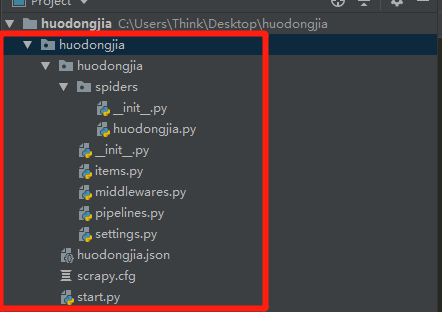 Project
huodongjia C:\Users\Think\Desktop\huodongjia
huodongjia
huodongjia
spiders
__init__.py
huodongjia.py
__init__.py
items.py
middlewares.py
pipelines.py
settings.py
huodongjia.json
scrapy.cfg
start.py